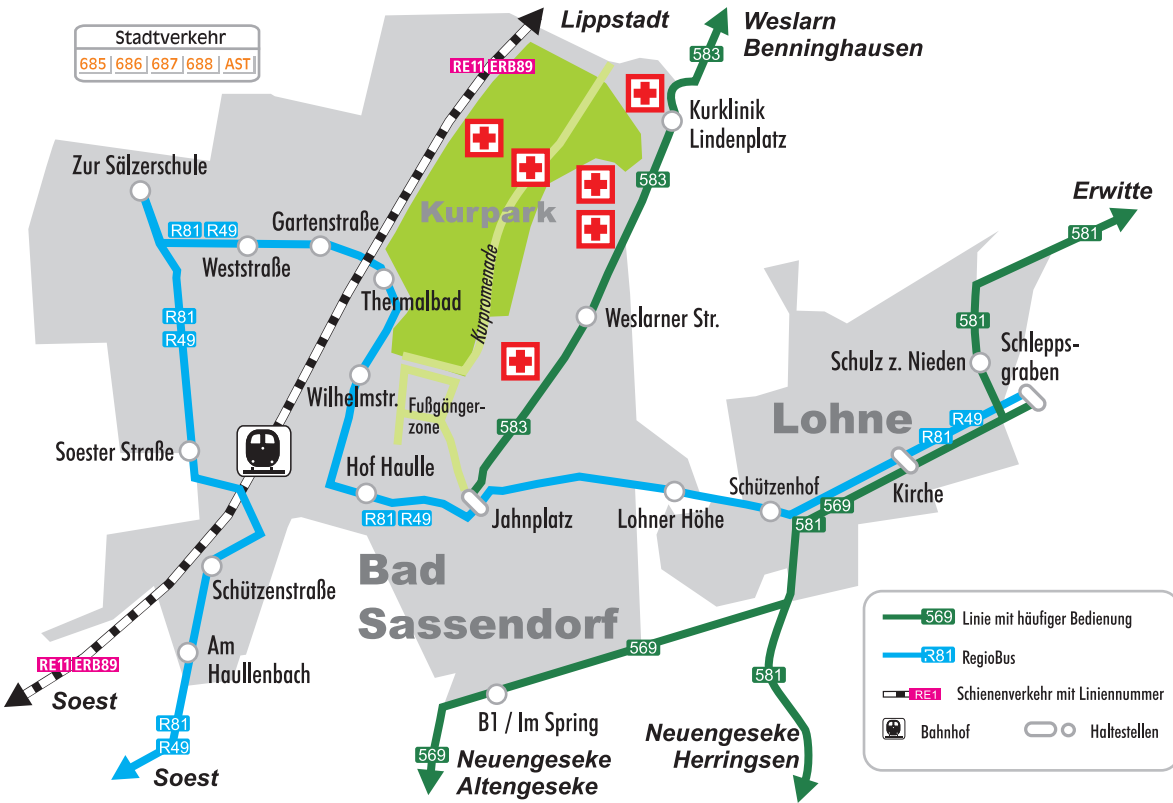 Stadtverkehr
685 686 687 688 AST
Lippstadt
Weslarn
Benninghausen
RE11 ERB89
583
Kurklinik
Lindenplatz
Zur Sälzerschule
583
Kurpark
Erwitte
Gartenstraße
R81 R49
Weststraße
581
Thermalbad
Kurpromenade
R81
R49
Weslarner Str.
581
Schulz z. Nieden
Schlepps-
graben
Wilhelmstr.
Fußgänger-
zone
583
Lohne
R81 R49
Soester Straße
Hof Haulle
Schützenhof
Kirche
R81 R49
Jahnplatz
Lohner Höhe
569
581
Bad
Sassendorf
Schützenstraße
Am
Haullenbach
RE11 ERB89
Soest
569
581
B1 / Im Spring
R81
R49
Soest
569
Neuengeseke
Altengeseke
Neuengeseke
Herringsen
569 Linie mit häufiger Bedienung
R81 RegioBus
RE1 Schienenverkehr mit Liniennummer
Bahnhof
Haltestellen